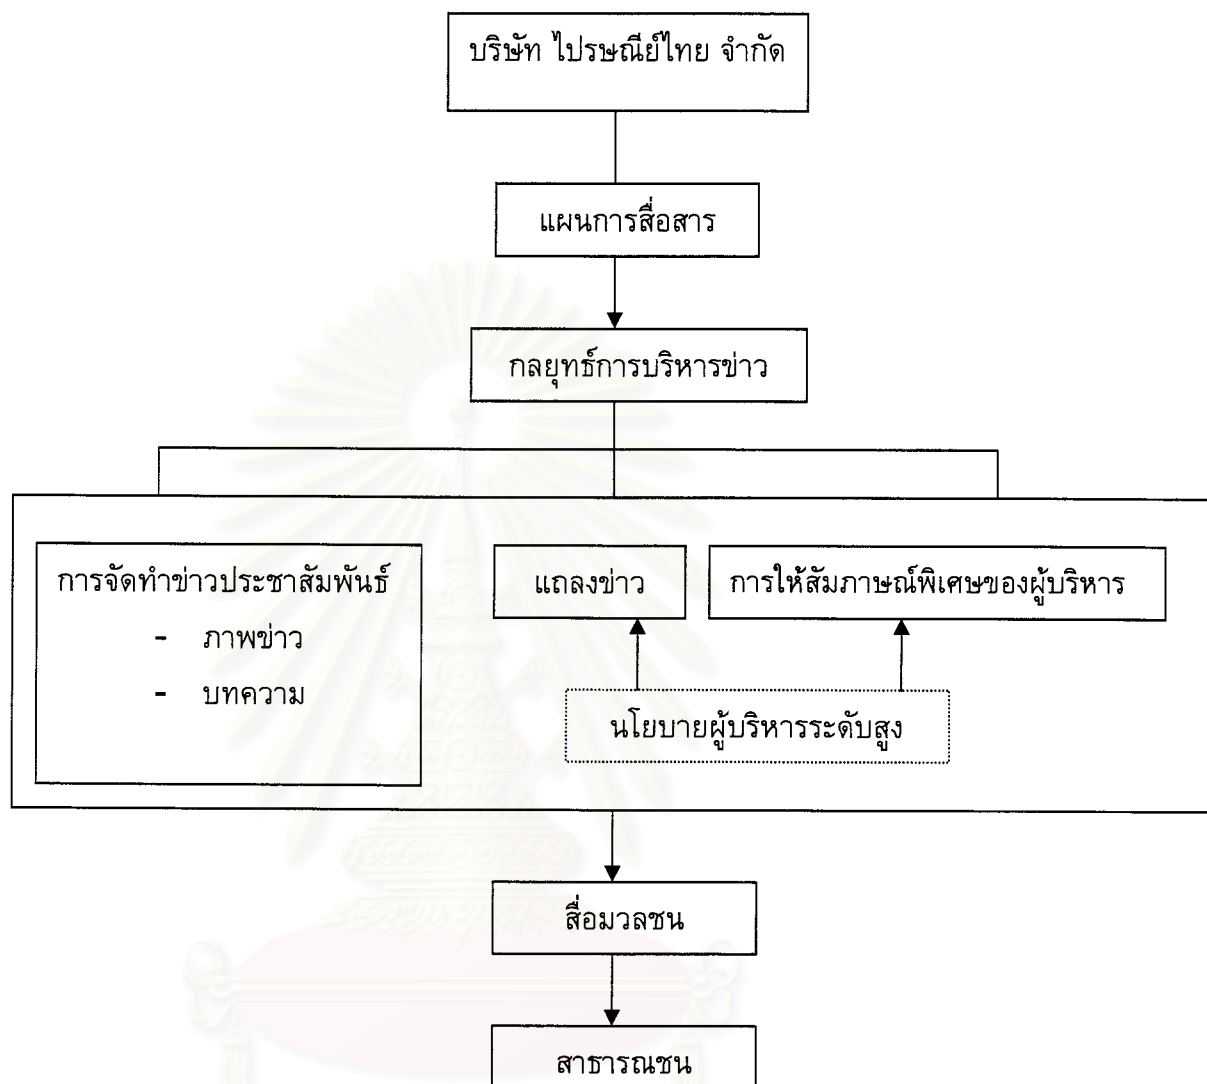 บริษัท ไปรษณีย์ไทย จำกัด
แผนการสื่อสาร
กลยุทธ์การบริหารข่าว
การจัดทำข่าวประชาสัมพันธ์
- ภาพข่าว
- บทความ
แถลงข่าว
การให้สัมภาษณ์พิเศษของผู้บริหาร
นโยบายผู้บริหารระดับสูง
สื่อมวลชน
สาธารณชน